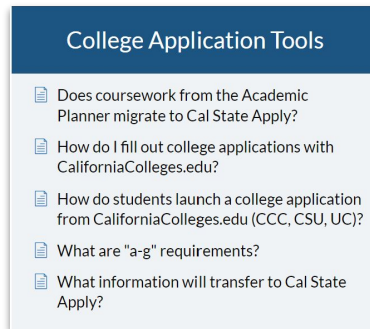 College Application Tools
Does coursework from the Academic
Planner migrate to Cal State Apply?
How do I fill out college applications with
CaliforniaColleges.edu?
How do students launch a college application
from CaliforniaColleges.edu (CCC, CSU, UC)?
What are "a-g" requirements?
What information will transfer to Cal State
Apply?